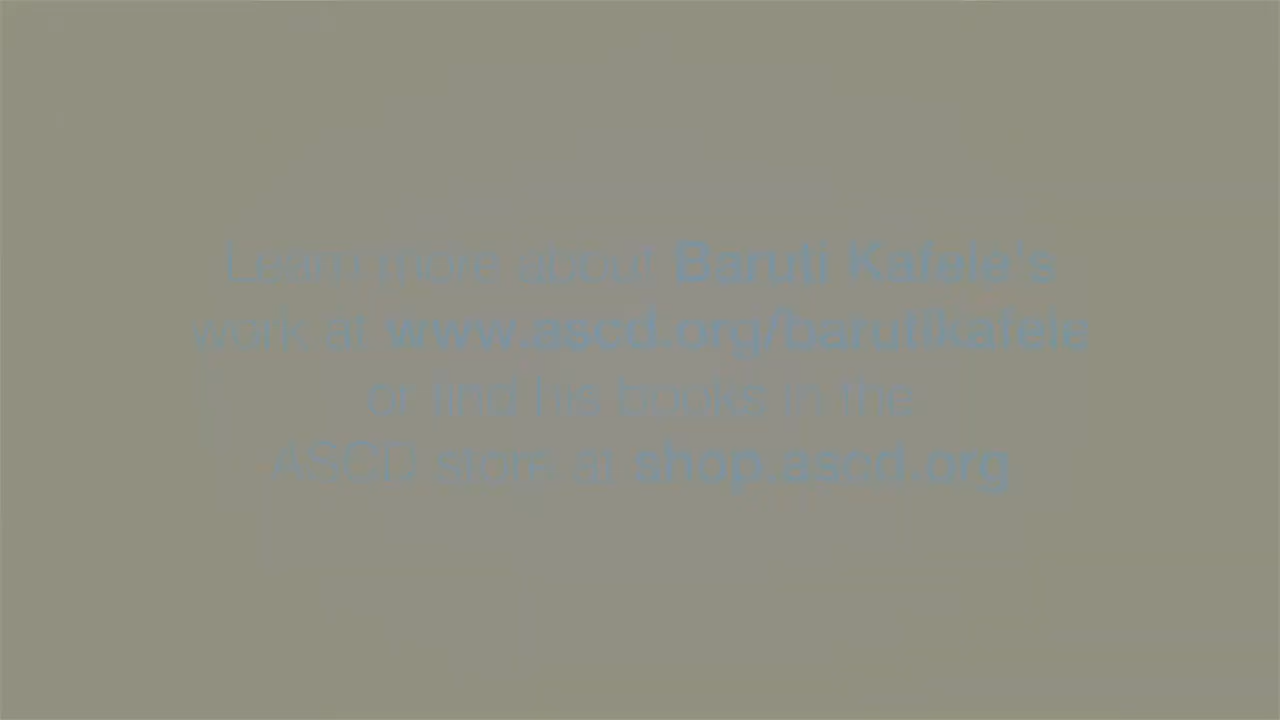 Learn more about Baruti Kafele's
work at www.ascd.org/barutikafele
or find his books in the
ASCD store at shop.ascd.org